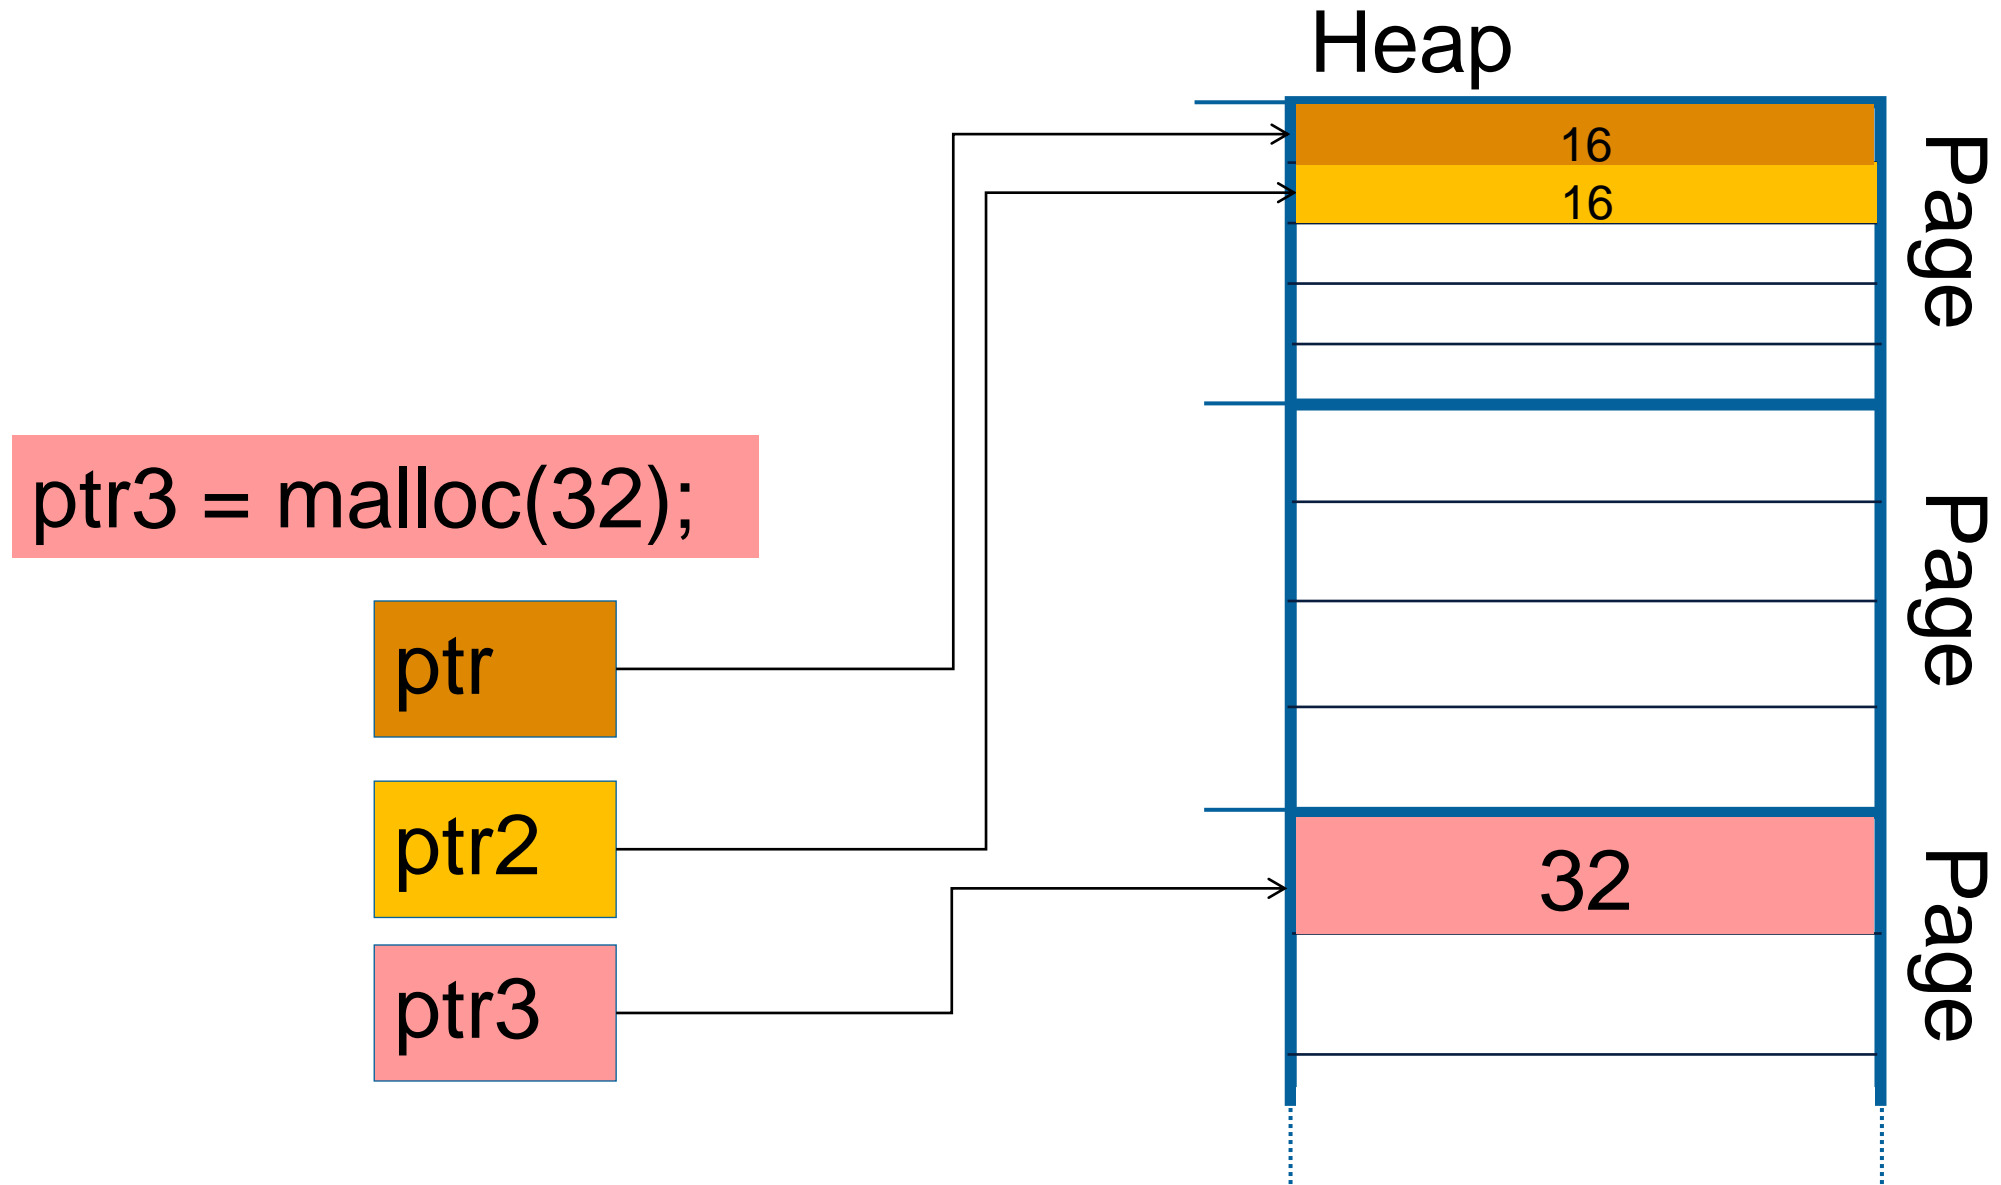 Heap
16
16
Page
ptr3 = malloc(32);
Page
ptr
ptr2
32
Page
ptr3